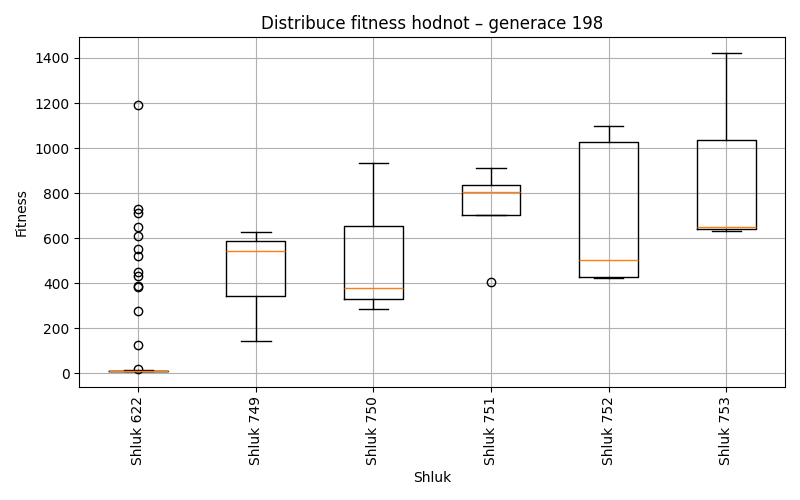 Distribuce fitness hodnot – generace 198
Fitness
1400
1200
1000
800
600
400
200
0
Shluk 622
Shluk 749
Shluk 750
Shluk 751
Shluk 752
Shluk 753
Shluk